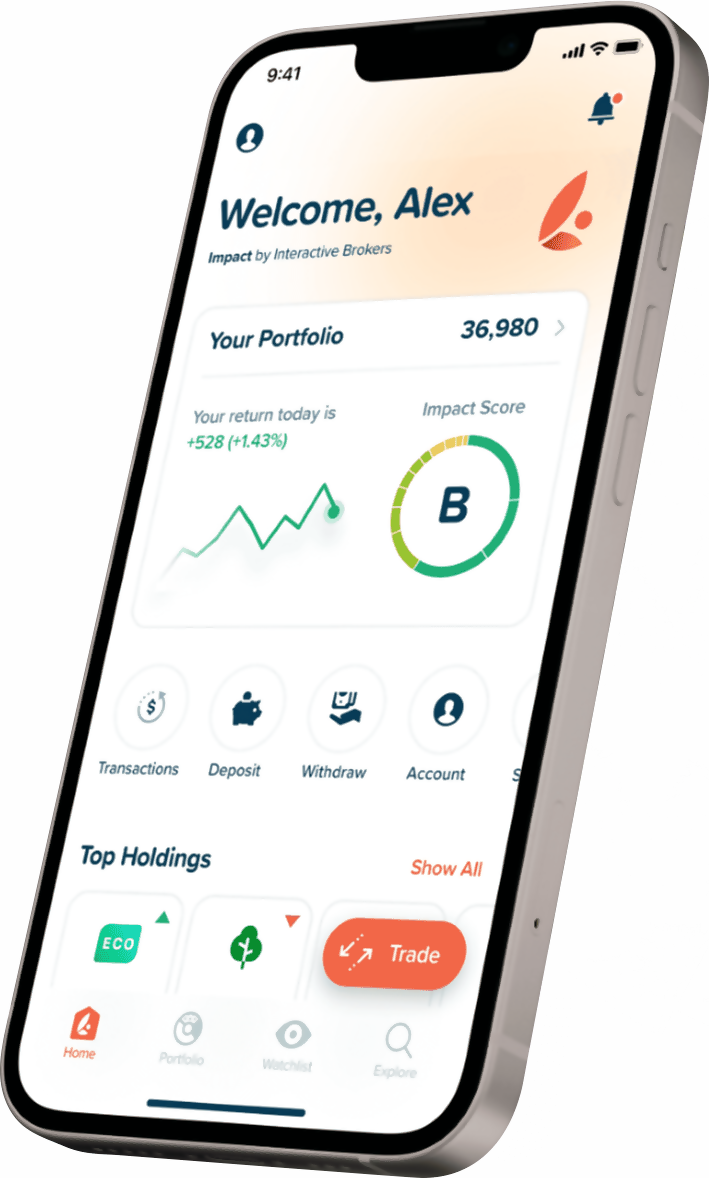 9:41
Welcome, Alex
Impact by Interactive Brokers
Your Portfolio 36,980
Your return today is
+528 (+1.43%)
Impact Score
B
$
Transactions Deposit Withdraw Account S
Top Holdings Show All
ECO
Trade
Home Portfolio Watchlist Explore